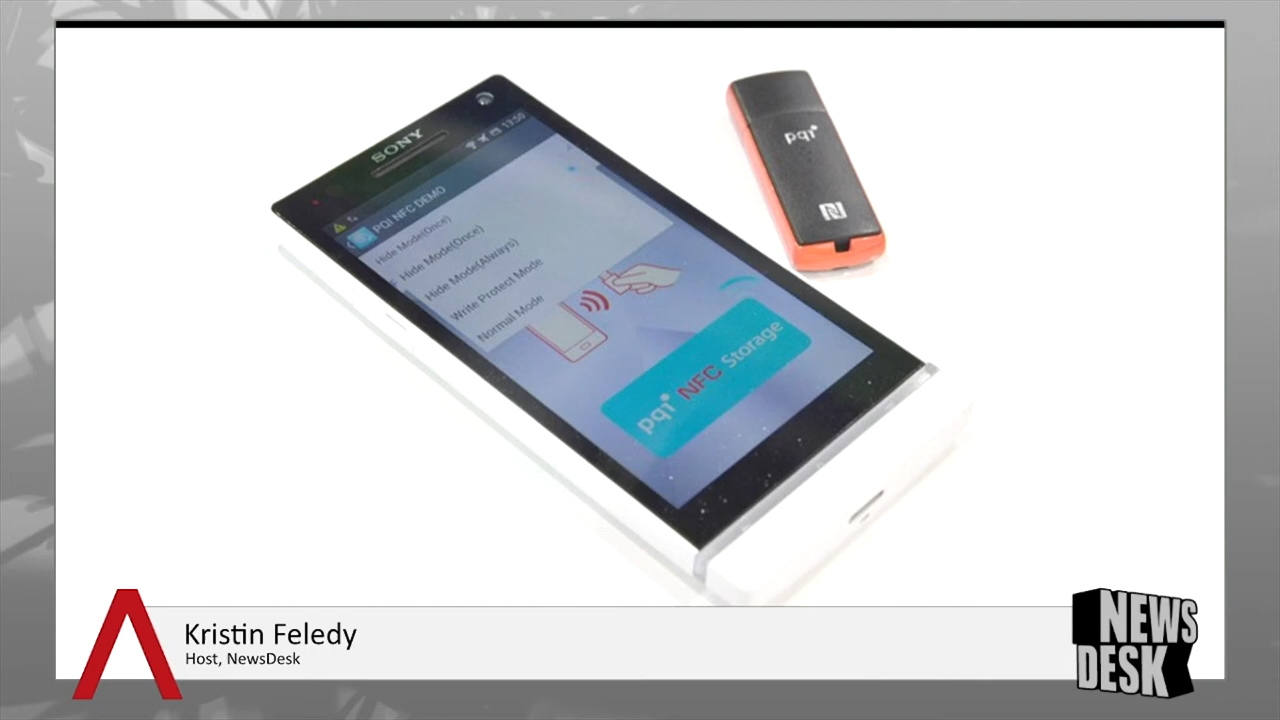 SONY
13:50
PQI NFC DEMO
Hide Mode(Once)
Hide Mode(Once)
Hide Mode(Always)
Write Protect Mode
Normal Mode
pqi NFC Storage
pqi
Kristin Feledy
Host, NewsDesk
NEWS
DESK